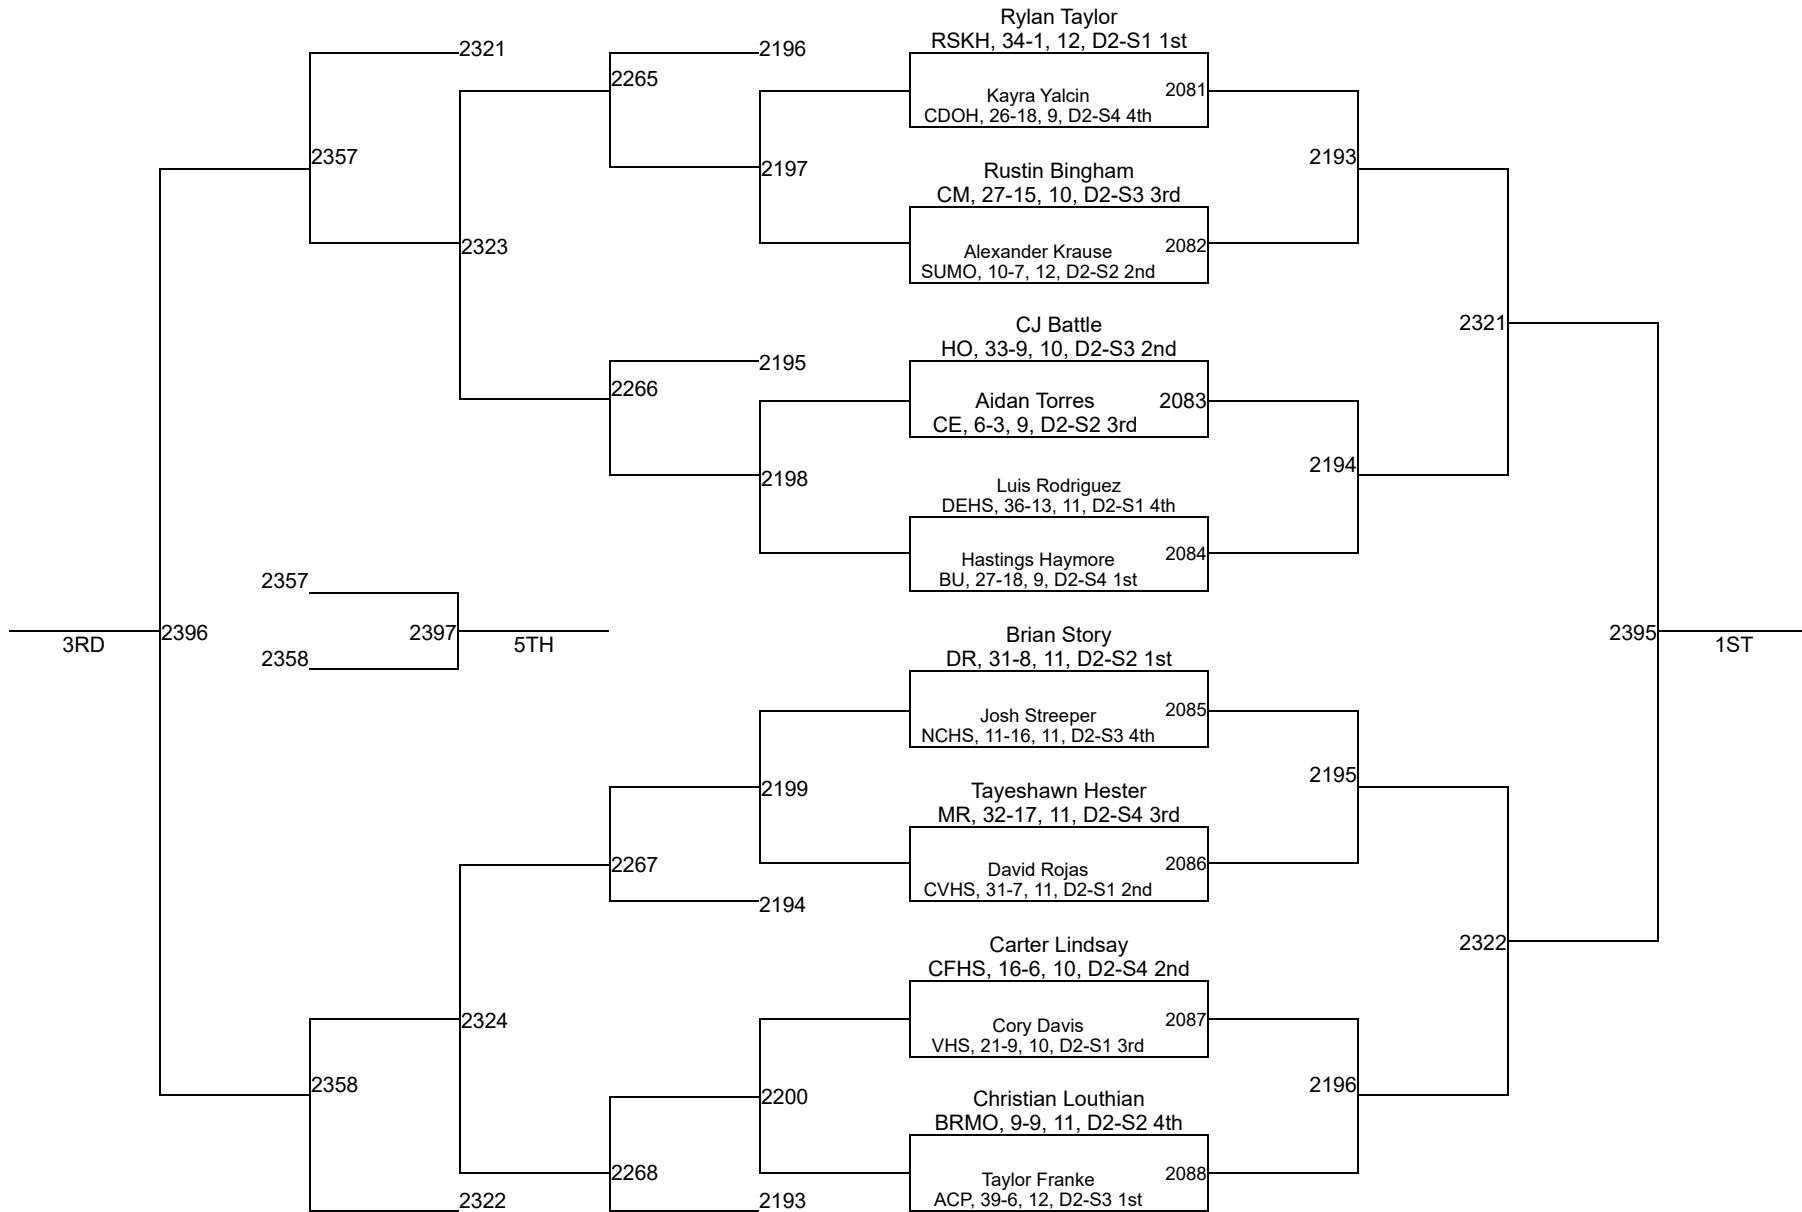 Rylan Taylor
RSKH, 34-1, 12, D2-S1 1st
2321
2196
2265
Kayra Yalcin
2081
CDOH, 26-18, 9, D2-S4 4th
2357
2193
2197
Rustin Bingham
CM, 27-15, 10, D2-S3 3rd
2323
Alexander Krause
2082
SUMO, 10-7, 12, D2-S2 2nd
CJ Battle
2321
HO, 33-9, 10, D2-S3 2nd
2195
2266
Aidan Torres
2083
CE, 6-3, 9, D2-S2 3rd
2194
2198
Luis Rodriguez
DEHS, 36-13, 11, D2-S1 4th
Hastings Haymore
2084
BU, 27-18, 9, D2-S4 1st
2357
2396
3RD
2397
5TH
2358
Brian Story
DR, 31-8, 11, D2-S2 1st
2395
1ST
Josh Streeper
2085
NCHS, 11-16, 11, D2-S3 4th
2195
2199
Tayeshawn Hester
MR, 32-17, 11, D2-S4 3rd
2267
David Rojas
2086
CVHS, 31-7, 11, D2-S1 2nd
2194
Carter Lindsay
2322
CFHS, 16-6, 10, D2-S4 2nd
2324
Cory Davis
2087
VHS, 21-9, 10, D2-S1 3rd
2358
2196
2200
Christian Louthian
BRMO, 9-9, 11, D2-S2 4th
2268
Taylor Franke
2088
ACP, 39-6, 12, D2-S3 1st
2322
2193